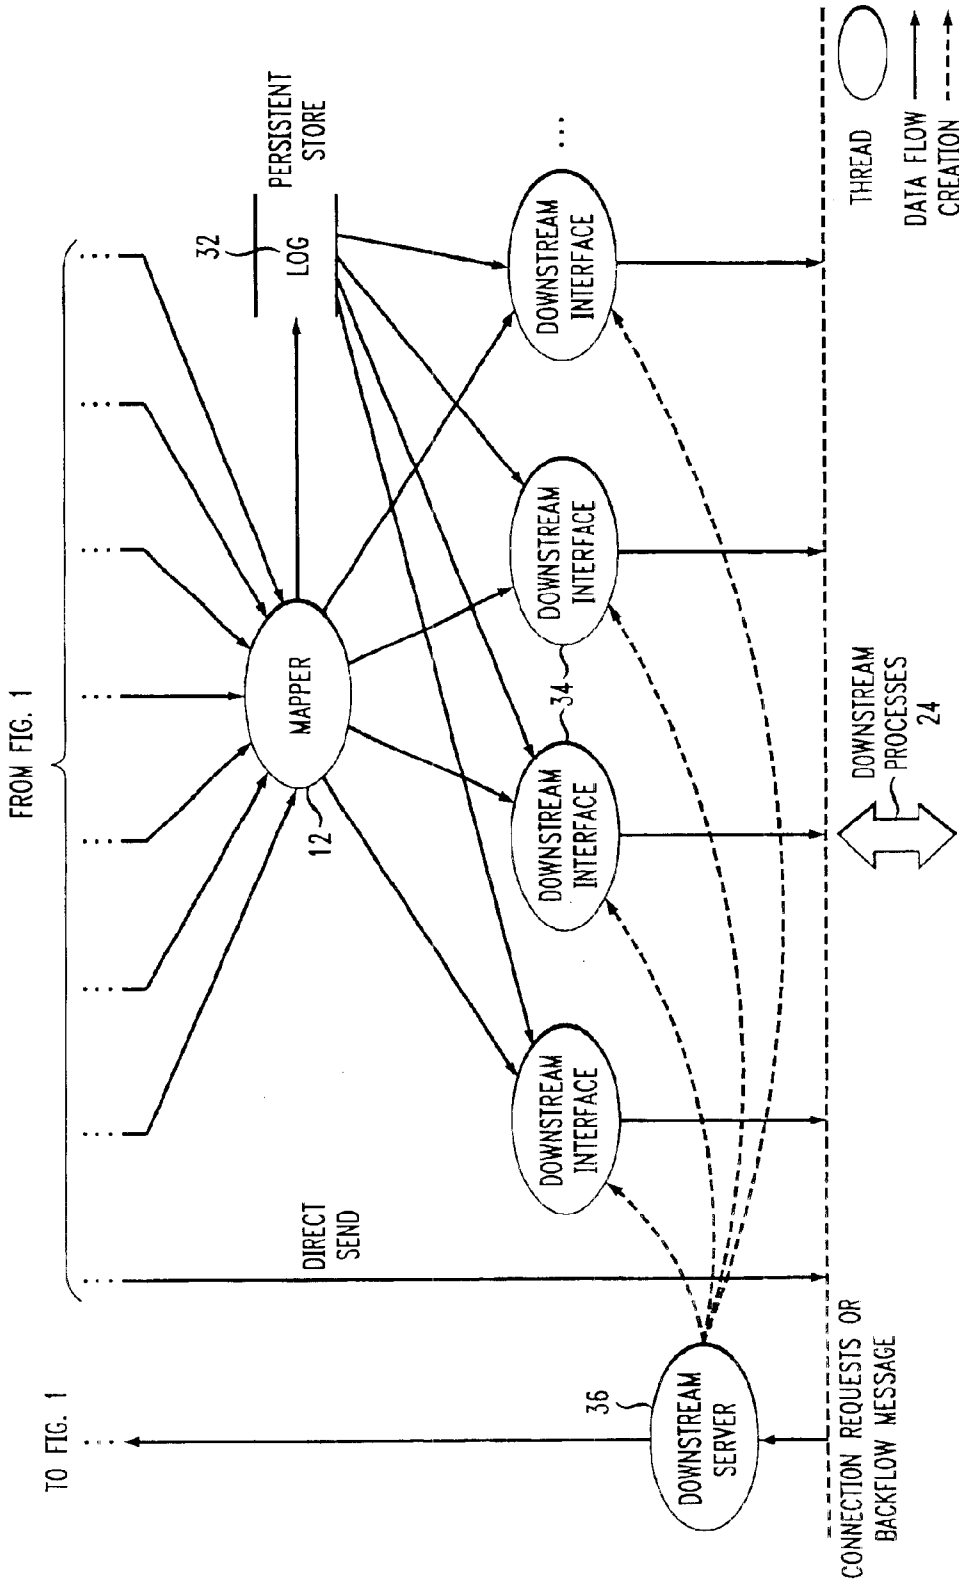 TO FIG. 1
FROM FIG. 1
...
...
...
...
...
...
...
...
...
DIRECT
SEND
12
MAPPER
32
LOG
PERSISTENT
STORE
DOWNSTREAM
INTERFACE
DOWNSTREAM
INTERFACE
34
DOWNSTREAM
INTERFACE
DOWNSTREAM
INTERFACE
...
36
DOWNSTREAM
SERVER
CONNECTION REQUESTS OR
BACKFLOW MESSAGE
DOWNSTREAM
PROCESSES
24
THREAD
DATA FLOW
CREATION